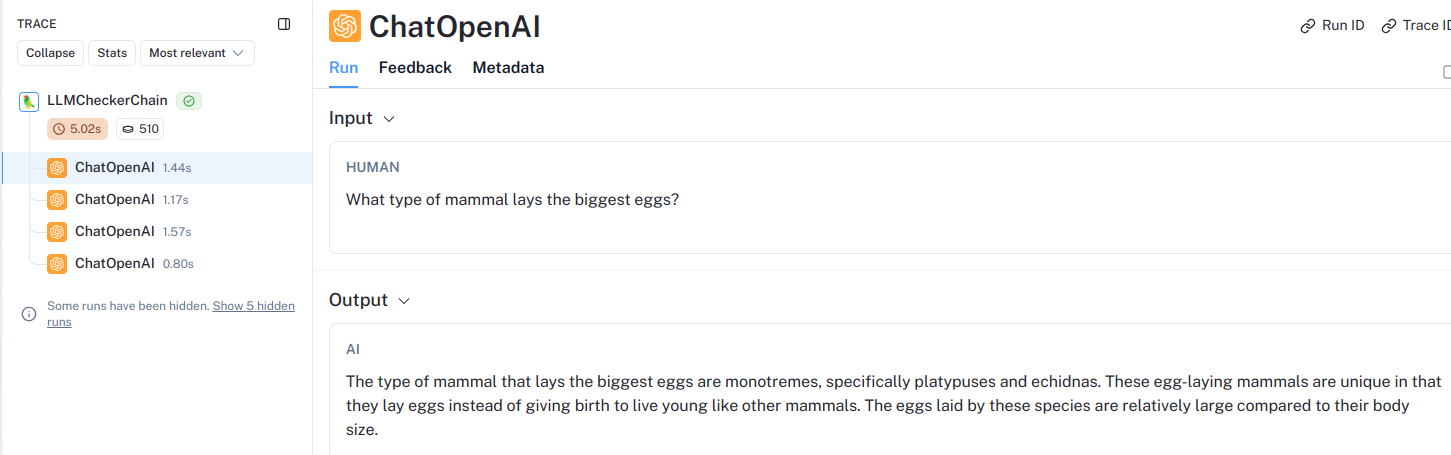 TRACE
Collapse Stats Most relevant
LLMCheckerChain
5.02s 510
ChatOpenAI 1.44s
ChatOpenAI 1.17s
ChatOpenAI 1.57s
ChatOpenAI 0.80s
Some runs have been hidden. Show 5 hidden
runs
ChatOpenAI
Run ID Trace ID
Run Feedback Metadata
Input
HUMAN
What type of mammal lays the biggest eggs?
Output
AI
The type of mammal that lays the biggest eggs are monotremes, specifically platypuses and echidnas. These egg-laying mammals are unique in that
they lay eggs instead of giving birth to live young like other mammals. The eggs laid by these species are relatively large compared to their body
size.